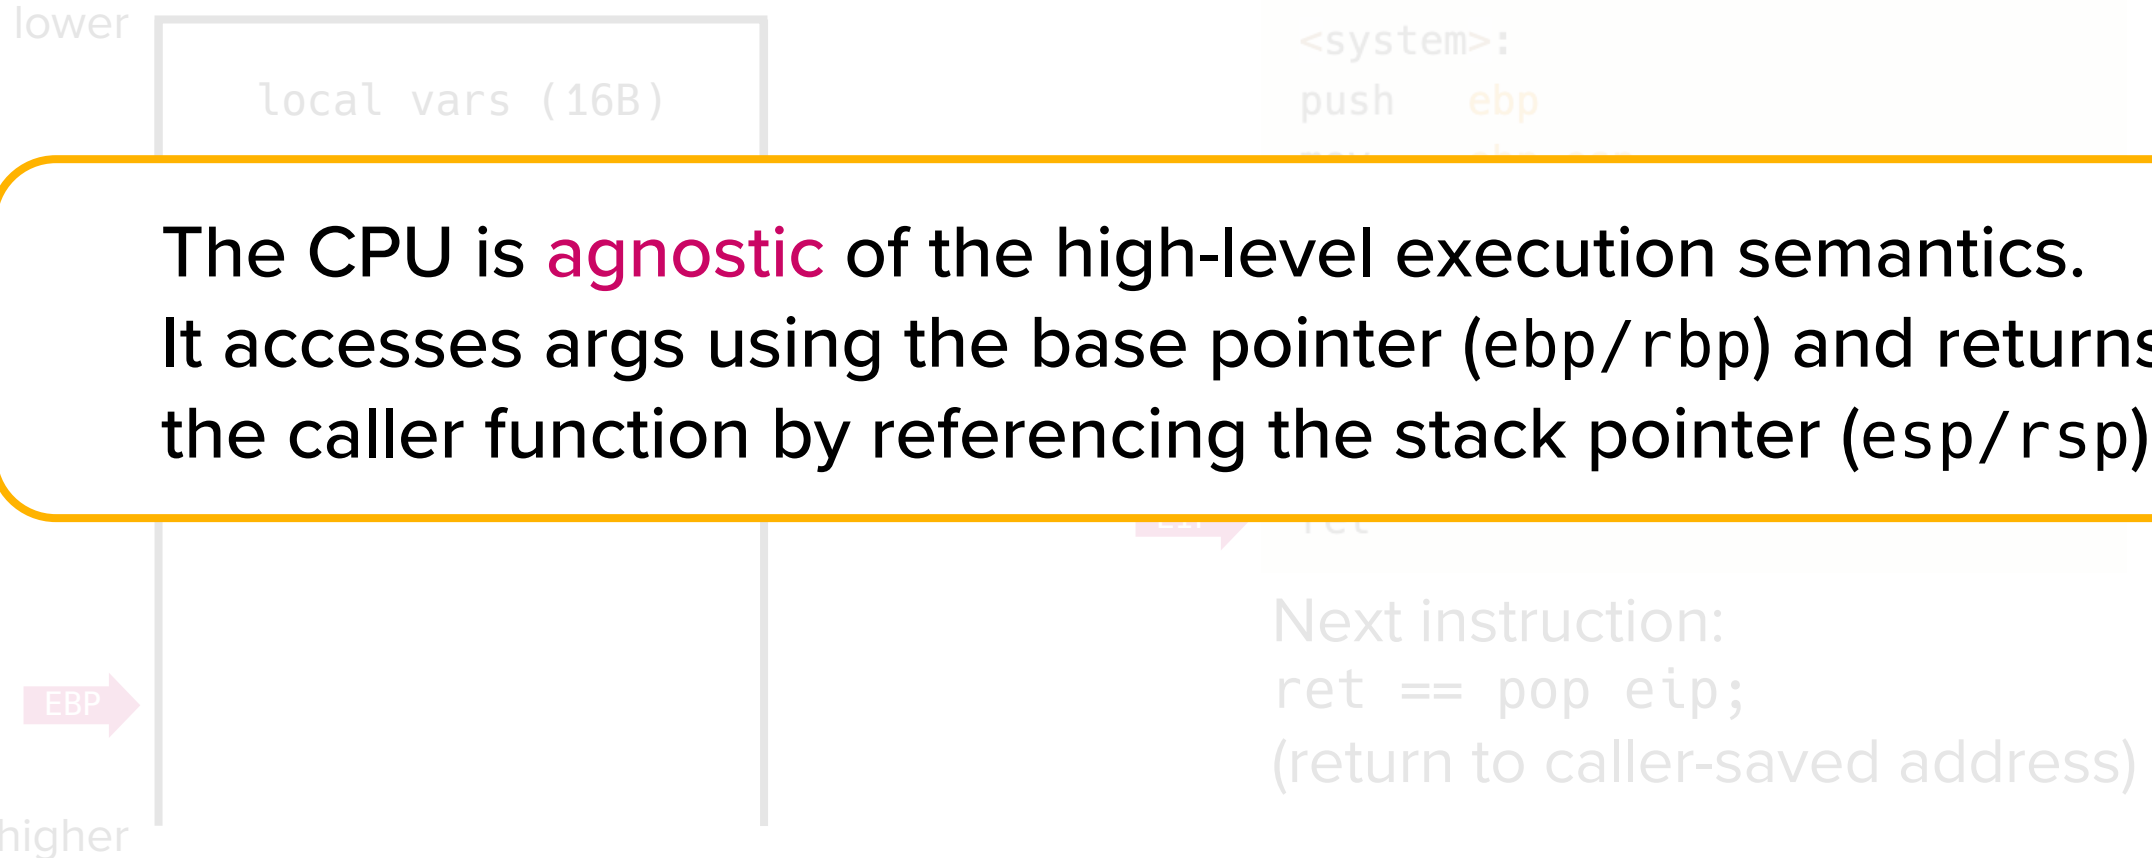 lower
local vars (16B)
<system>:
push ebp
The CPU is agnostic of the high-level execution semantics.
It accesses args using the base pointer (ebp/rbp) and returns
the caller function by referencing the stack pointer (esp/rsp)
ret
EBP
Next instruction:
ret == pop eip;
(return to caller-saved address)
higher